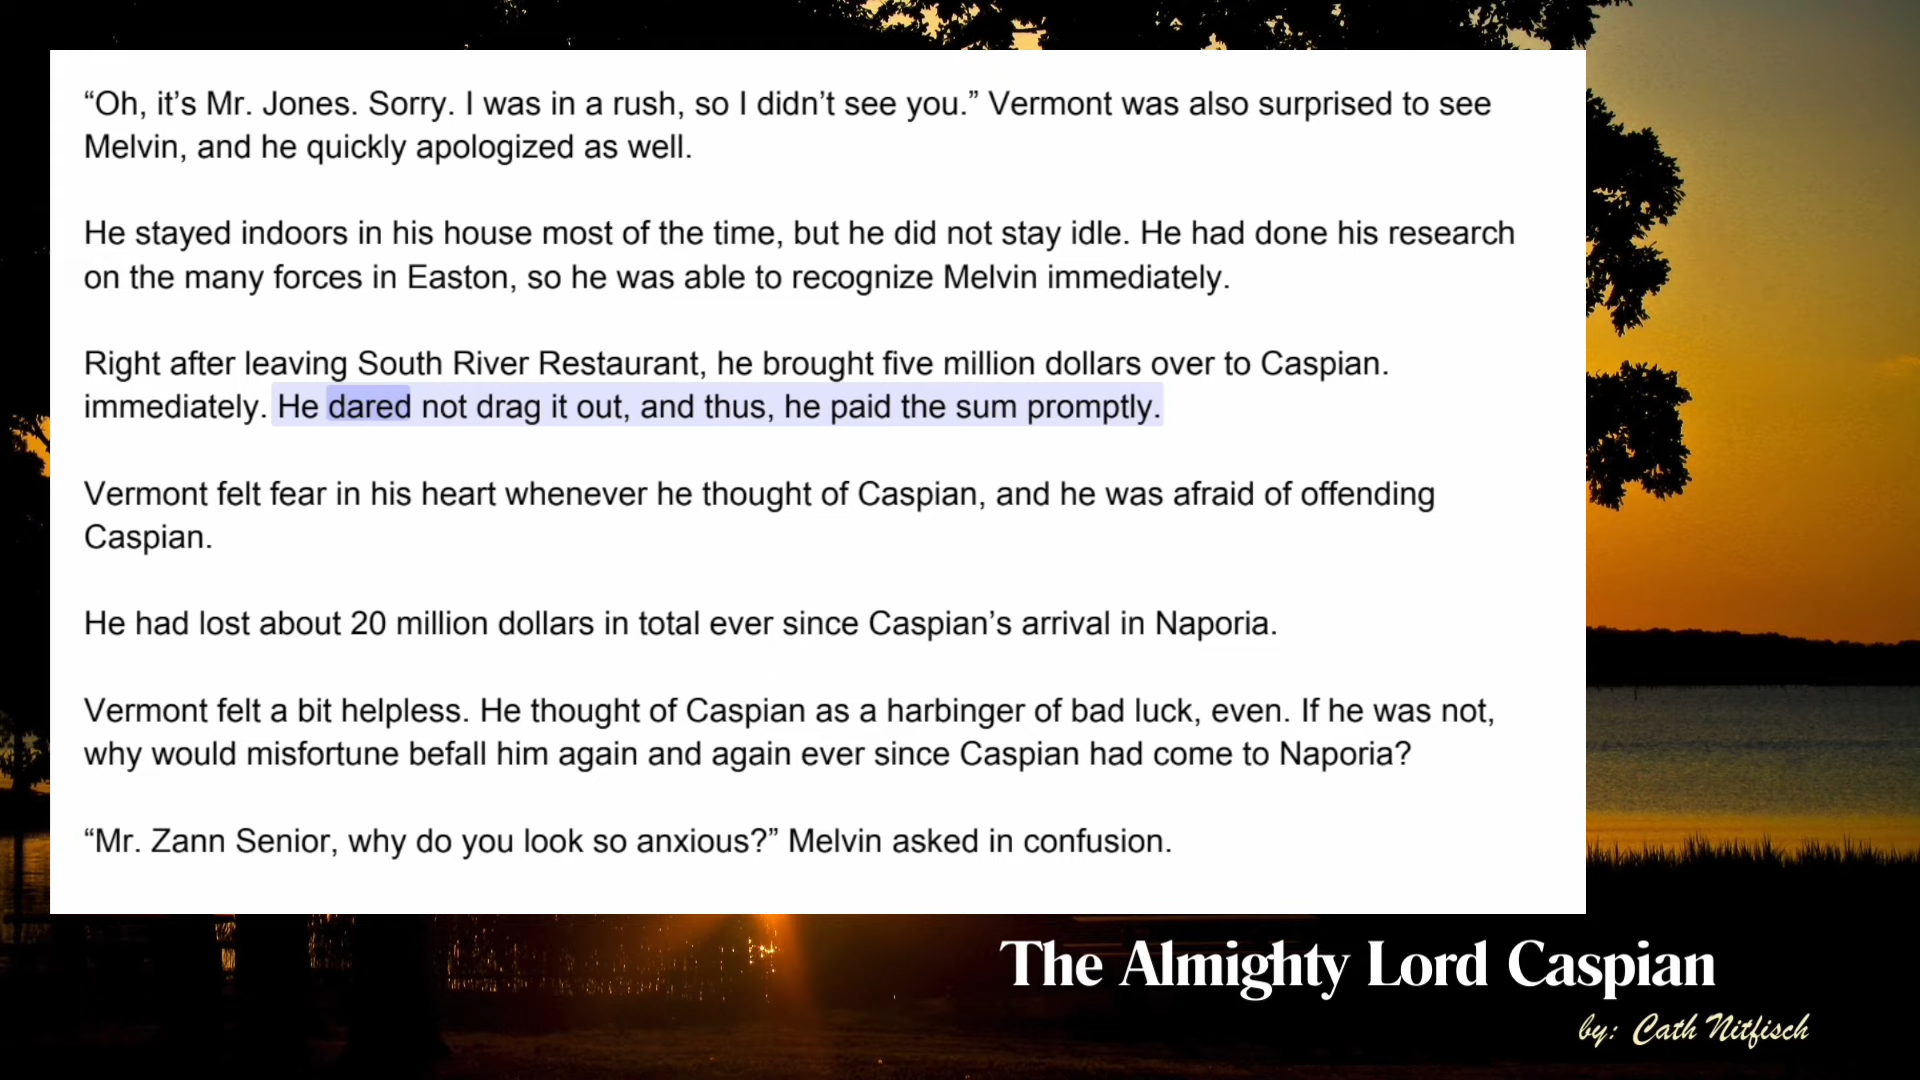 “Oh, it’s Mr. Jones. Sorry. I was in a rush, so I didn’t see you.” Vermont was also surprised to see
Melvin, and he quickly apologized as well.
He stayed indoors in his house most of the time, but he did not stay idle. He had done his research
on the many forces in Easton, so he was able to recognize Melvin immediately.
Right after leaving South River Restaurant, he brought five million dollars over to Caspian.
immediately. He dared not drag it out, and thus, he paid the sum promptly.
Vermont felt fear in his heart whenever he thought of Caspian, and he was afraid of offending
Caspian.
He had lost about 20 million dollars in total ever since Caspian’s arrival in Naporia.
Vermont felt a bit helpless. He thought of Caspian as a harbinger of bad luck, even. If he was not,
why would misfortune befall him again and again ever since Caspian had come to Naporia?
“Mr. Zann Senior, why do you look so anxious?” Melvin asked in confusion.
The Almighty Lord Caspian
by: Cath Nitfisch